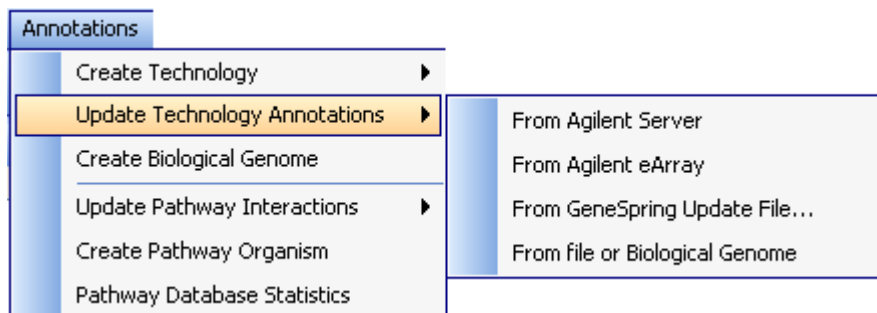 Annotations
Create Technology
Update Technology Annotations
Create Biological Genome
Update Pathway Interactions
Create Pathway Organism
Pathway Database Statistics
From Agilent Server
From Agilent eArray
From GeneSpring Update File...
From file or Biological Genome